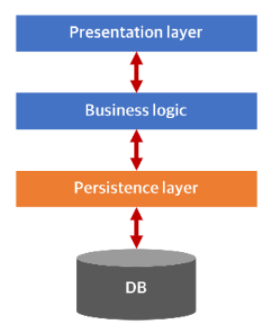 Presentation layer
Business logic
Persistence layer
DB